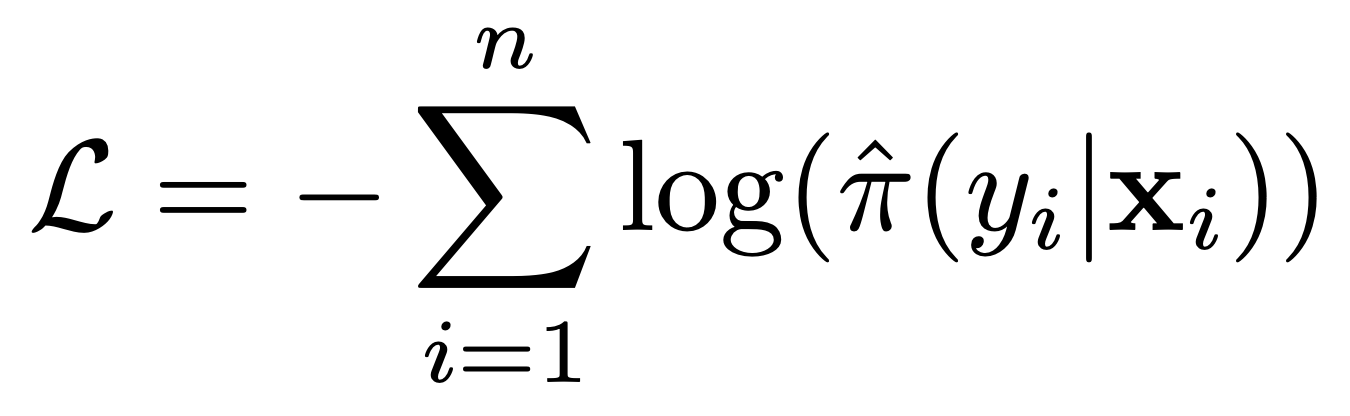 ℒ = −∑_{i=1}^{n} log(π̂(y_i|𝐱_i))